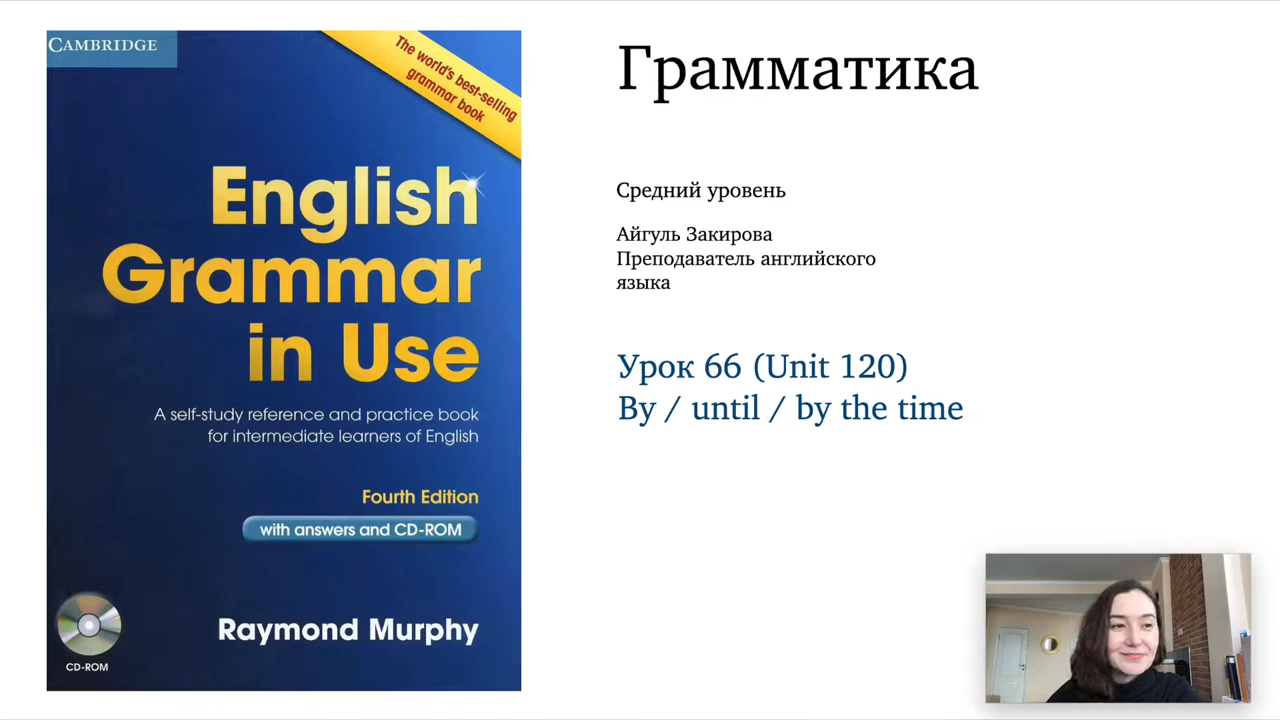 CAMBRIDGE
The world's best-selling
grammar book
English
Grammar
in Use
A self-study reference and practice book
for intermediate learners of English
Fourth Edition
with answers and CD-ROM
Raymond Murphy
CD-ROM
Грамматика
Средний уровень
Айгуль Закирова
Преподаватель английского
языка
Урок 66 (Unit 120)
By / until / by the time